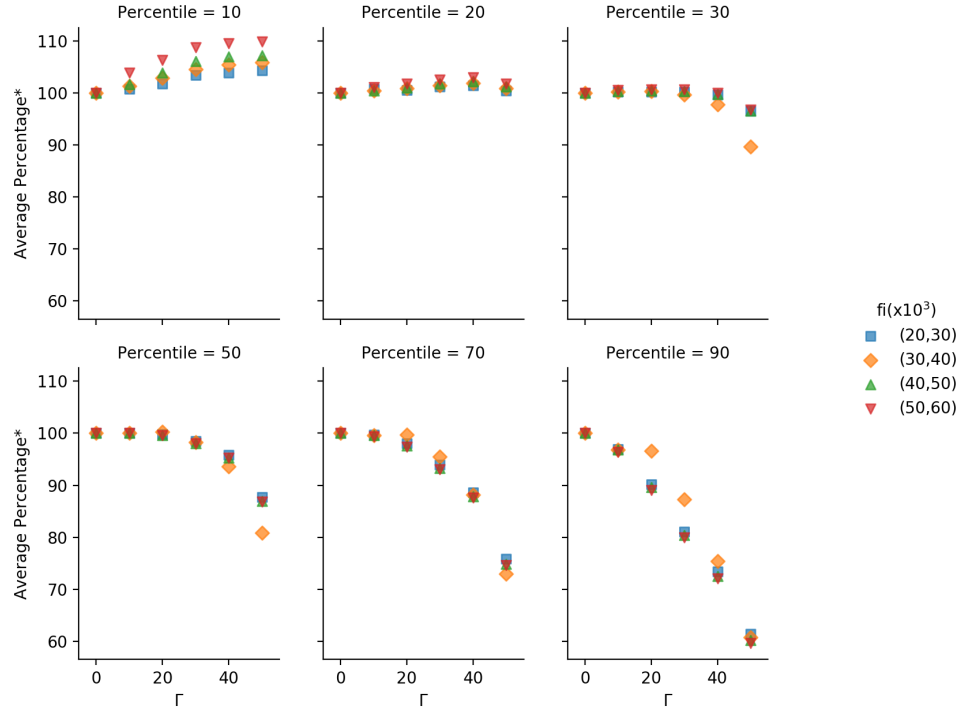 Percentile = 10
Percentile = 20
Percentile = 30
110
100
90
80
70
60
Average Percentage*
fi(x10³)
(20,30)
(30,40)
(40,50)
(50,60)
Percentile = 50
Percentile = 70
Percentile = 90
110
100
90
80
70
60
Average Percentage*
0 20 40
0 20 40
0 20 40
Γ
Γ
Γ